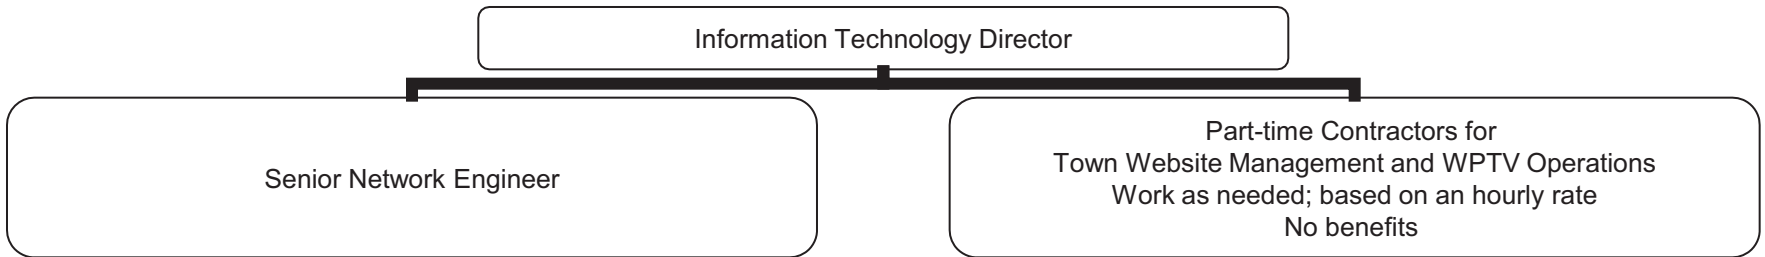 Information Technology Director
Senior Network Engineer
Part-time Contractors for
Town Website Management and WPTV Operations
Work as needed; based on an hourly rate
No benefits